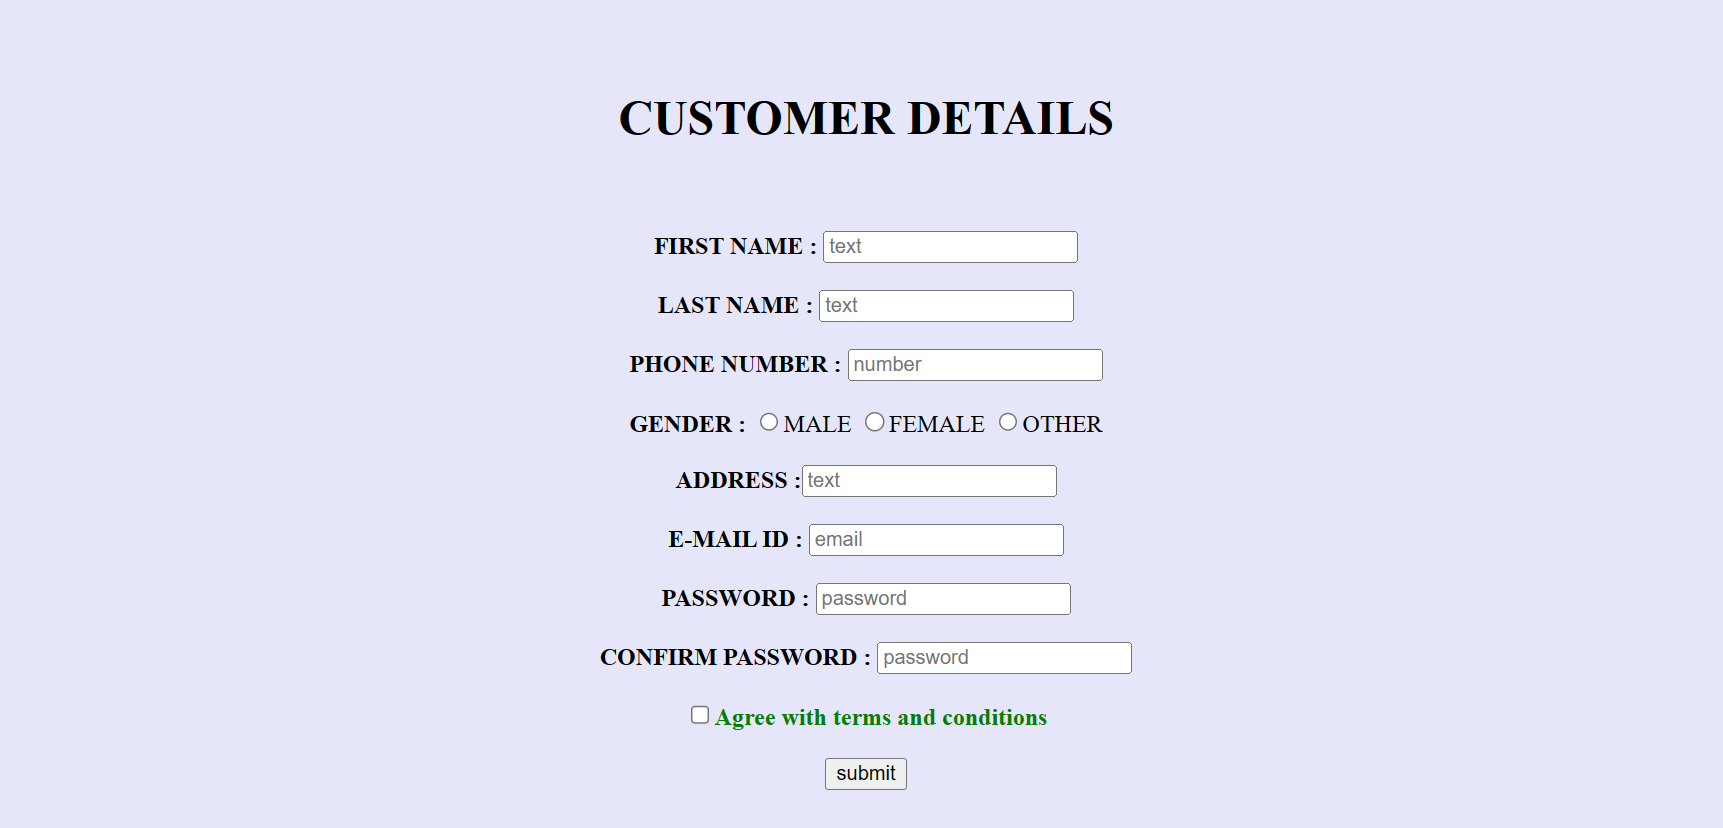 CUSTOMER DETAILS
FIRST NAME : text
LAST NAME : text
PHONE NUMBER : number
GENDER : MALE FEMALE OTHER
ADDRESS : text
E-MAIL ID : email
PASSWORD : password
CONFIRM PASSWORD : password
Agree with terms and conditions
submit